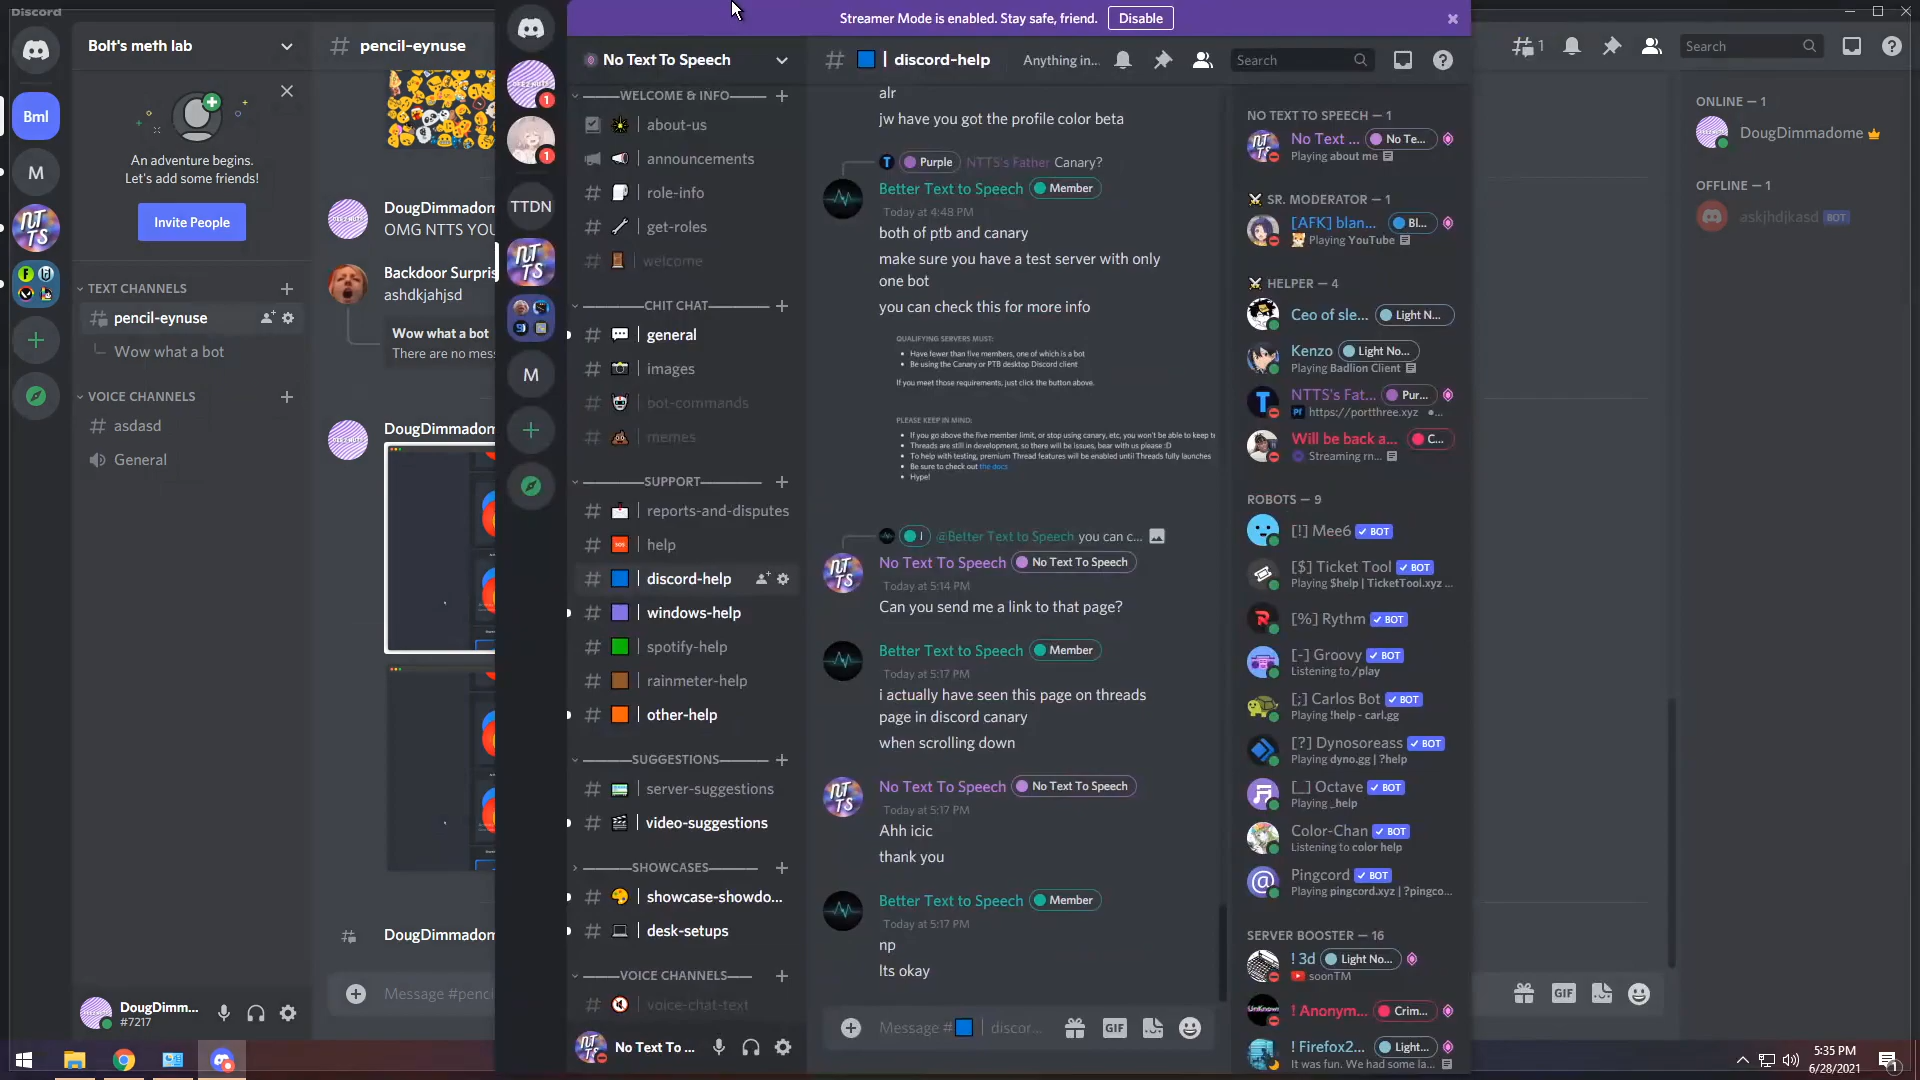 Discord
Bolt's meth lab
An adventure begins.
Let's add some friends!
Invite People
TEXT CHANNELS
pencil-eynuse
Wow what a bot
VOICE CHANNELS
asdasd
General
DougDimm...
#7217
Bml
M
NTTS
# pencil-eynuse
DougDimmadom
OMG NTTS YOU
Backdoor Surpris
ashdkjahjsd
Wow what a bot
There are no mess
DougDimmadom
DougDimmadom
Message #penci
1
1
TTDN
NTTS
M
Streamer Mode is enabled. Stay safe, friend.
Disable
No Text To Speech
WELCOME & INFO
about-us
announcements
role-info
get-roles
welcome
CHIT CHAT
general
images
bot-commands
memes
SUPPORT
reports-and-disputes
help
discord-help
windows-help
spotify-help
rainmeter-help
other-help
SUGGESTIONS
server-suggestions
video-suggestions
SHOWCASES
showcase-showdo...
desk-setups
VOICE CHANNELS
voice-chat-text
No Text To ...
# | discord-help
Anything in...
Search
alr
jw have you got the profile color beta
Purple NTTS's Father Canary?
Better Text to Speech Member
Today at 4:48 PM
both of ptb and canary
make sure you have a test server with only
one bot
you can check this for more info
QUALIFYING SERVERS MUST:
• Have fewer than five members, one of which is a bot
• Be using the Canary or PTB desktop Discord client
If you meet those requirements, just click the button above.
PLEASE KEEP IN MIND:
• If you go above the five member limit, or stop using canary, etc, you won't be able to keep t
• Threads are still in development, so there will be issues, bear with us please :D
• To help with testing, premium Thread features will be enabled until Threads fully launches
• Be sure to check out the docs
• Hype!
@Better Text to Speech you can c...
No Text To Speech No Text To Speech
Today at 5:14 PM
Can you send me a link to that page?
Better Text to Speech Member
Today at 5:17 PM
i actually have seen this page on threads
page in discord canary
when scrolling down
No Text To Speech No Text To Speech
Today at 5:17 PM
Ahh icic
thank you
Better Text to Speech Member
Today at 5:17 PM
np
Its okay
Message # | discor...
GIF
NO TEXT TO SPEECH — 1
No Text ... No Te...
Playing about me
SR. MODERATOR — 1
[AFK] blan... Bl...
Playing YouTube
HELPER — 4
Ceo of sle... Light N...
Kenzo Light No...
Playing Badlion Client
NTTS's Fat... Pur...
https://portthree.xyz •...
Will be back a... C...
Streaming rn...
ROBOTS — 9
[!] Mee6 BOT
[$] Ticket Tool BOT
Playing $help | TicketTool.xyz ...
[%] Rythm BOT
[-] Groovy BOT
Listening to /play
[;] Carlos Bot BOT
Playing !help - carl.gg
[?] Dynosoreass BOT
Playing dyno.gg | ?help
[_] Octave BOT
Playing _help
Color-Chan BOT
Listening to color help
Pingcord BOT
Playing pingcord.xyz | ?pingco...
SERVER BOOSTER — 16
! 3d Light No...
soonTM
! Anonym... Crim...
! Firefox2... Light...
It was fun. We had some la...
1
Search
ONLINE — 1
DougDimmadome
OFFLINE — 1
askjhdjkasd BOT
GIF
5:35 PM
6/28/2021
1